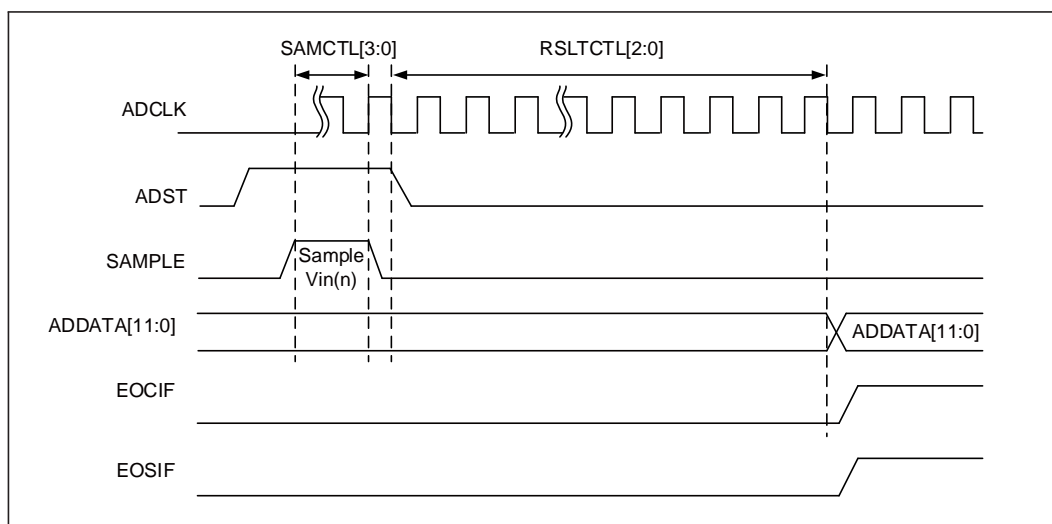 SAMCTL[3:0]
RSLTCTL[2:0]
ADCLK
ADST
SAMPLE
Sample
Vin(n)
ADDATA[11:0]
ADDATA[11:0]
EOCIF
EOSIF